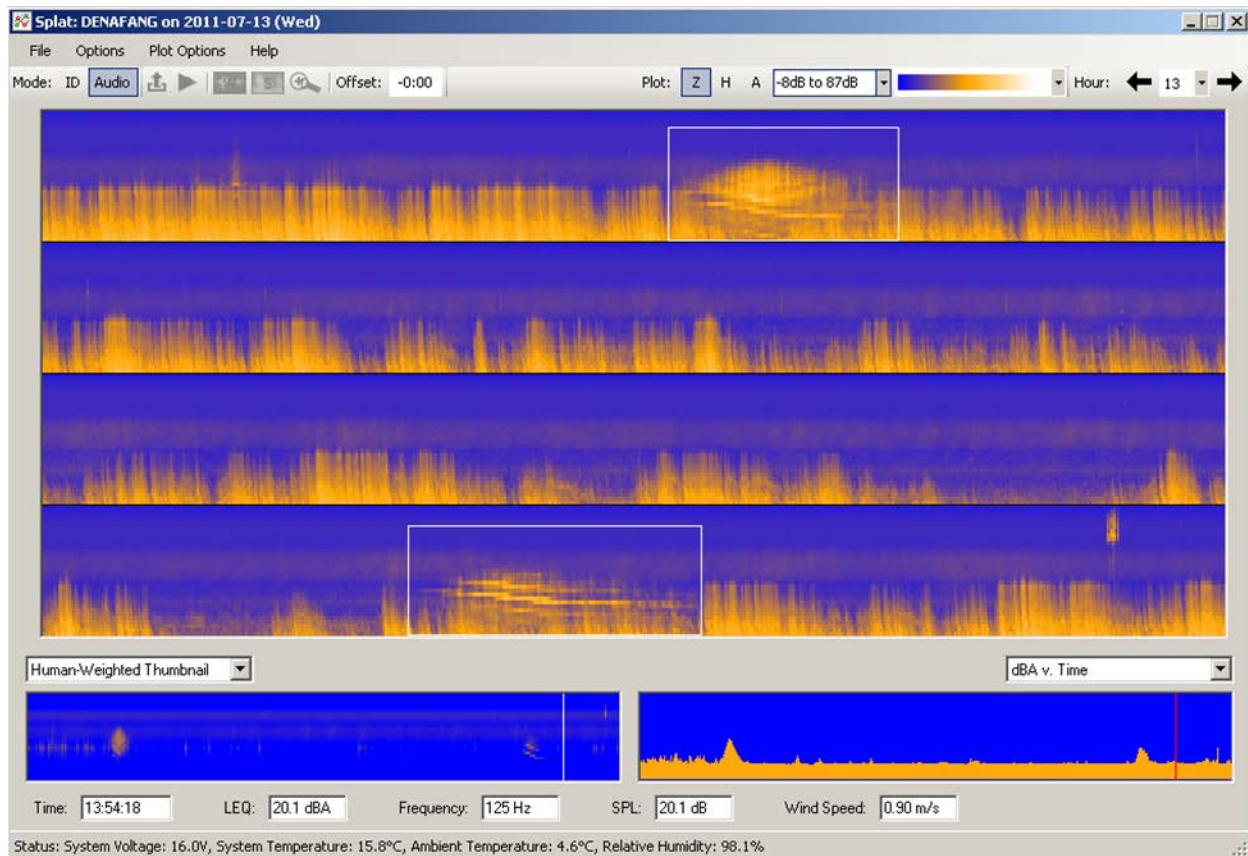 Splat: DENAFANG on 2011-07-13 (Wed)
File Options Plot Options Help
Mode: ID Audio Offset: -0:00 Plot: Z H A -8dB to 87dB Hour: 13
Human-Weighted Thumbnail dBA v. Time
Time: 13:54:18 LEQ: 20.1 dBA Frequency: 125 Hz SPL: 20.1 dB Wind Speed: 0.90 m/s
Status: System Voltage: 16.0V, System Temperature: 15.8°C, Ambient Temperature: 4.6°C, Relative Humidity: 98.1%